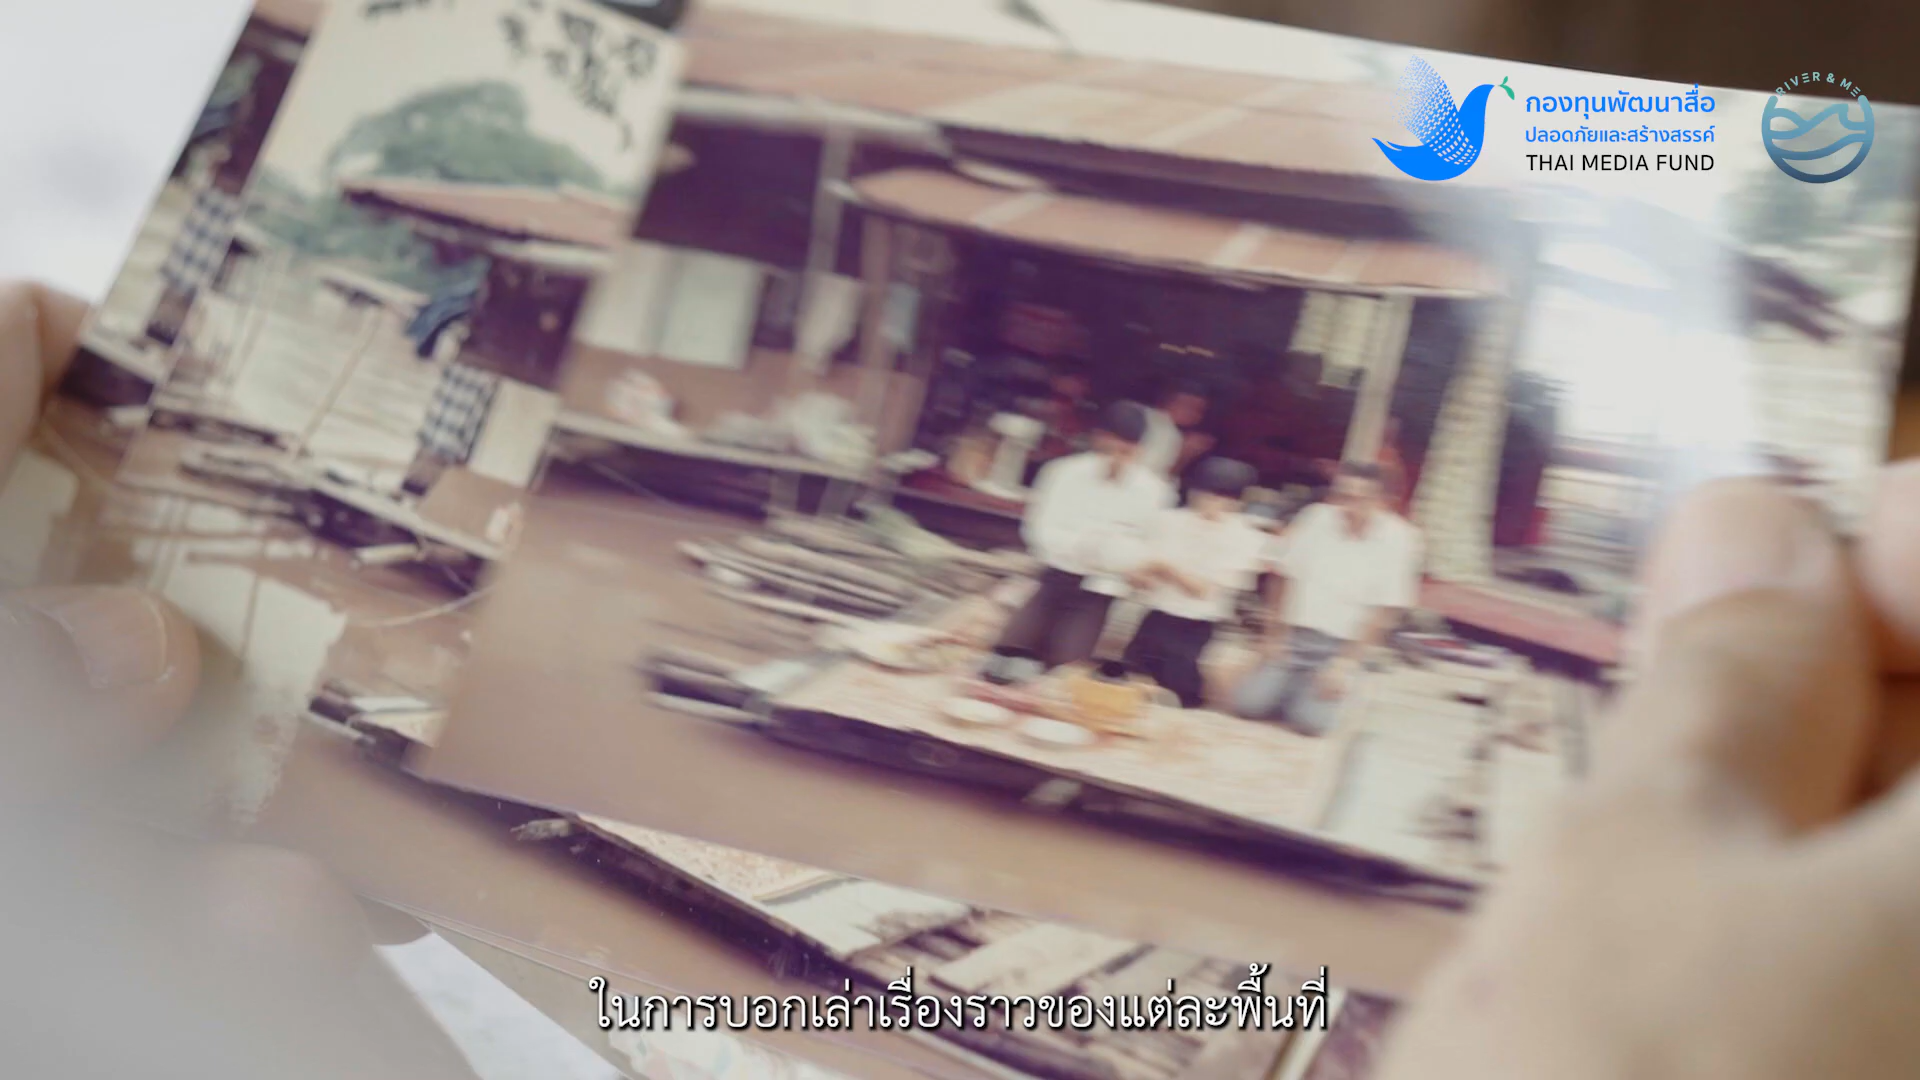 กองทุนพัฒนาสื่อ
ปลอดภัยและสร้างสรรค์
THAI MEDIA FUND
RIVER & ME
ในการบอกเล่าเรื่องราวของแต่ละพื้นที่